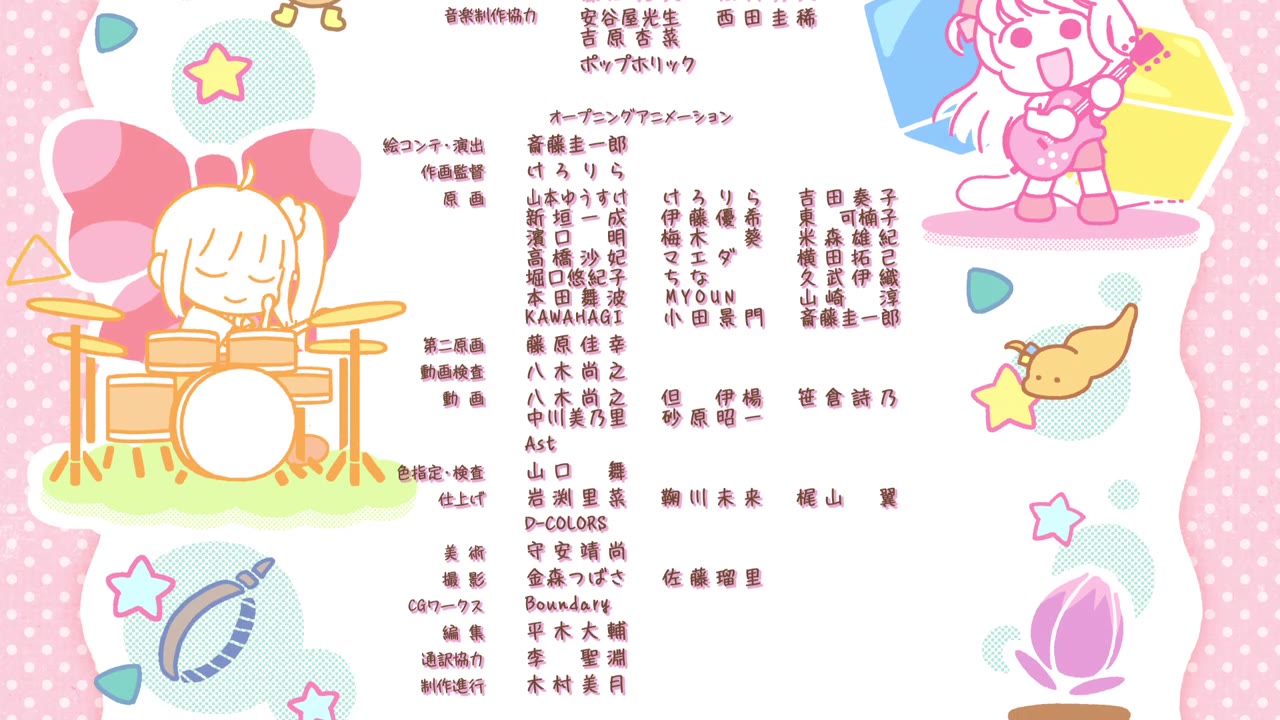 音楽制作協力 安谷屋光生 西田圭稀
吉原杏菜
ポップホリック
オープニングアニメーション
絵コンテ・演出 斎藤圭一郎
作画監督 けろりら
原画 山本ゆうすけ けろりら 吉田奏子
新垣一成 伊藤優希 東 可楠子
濱口 明 梅木 葵 米森雄紀
高橋沙妃 マエダ 横田拓己
堀口悠紀子 ちな 久武伊織
本田舞波 MYOUN 山崎 淳
KAWAHAGI 小田景門 斎藤圭一郎
第二原画 藤原佳幸
動画検査 八木尚之
動画 八木尚之 但 伊楊 笹倉詩乃
中川美乃里 砂原昭一
Ast
色指定・検査 山口 舞
仕上げ 岩渕里菜 鞠川未来 梶山 翼
D-COLORS
美術 守安靖尚
撮影 金森つばさ 佐藤瑠里
CGワークス Boundary
編集 平木大輔
通訳協力 李 聖淵
制作進行 木村美月